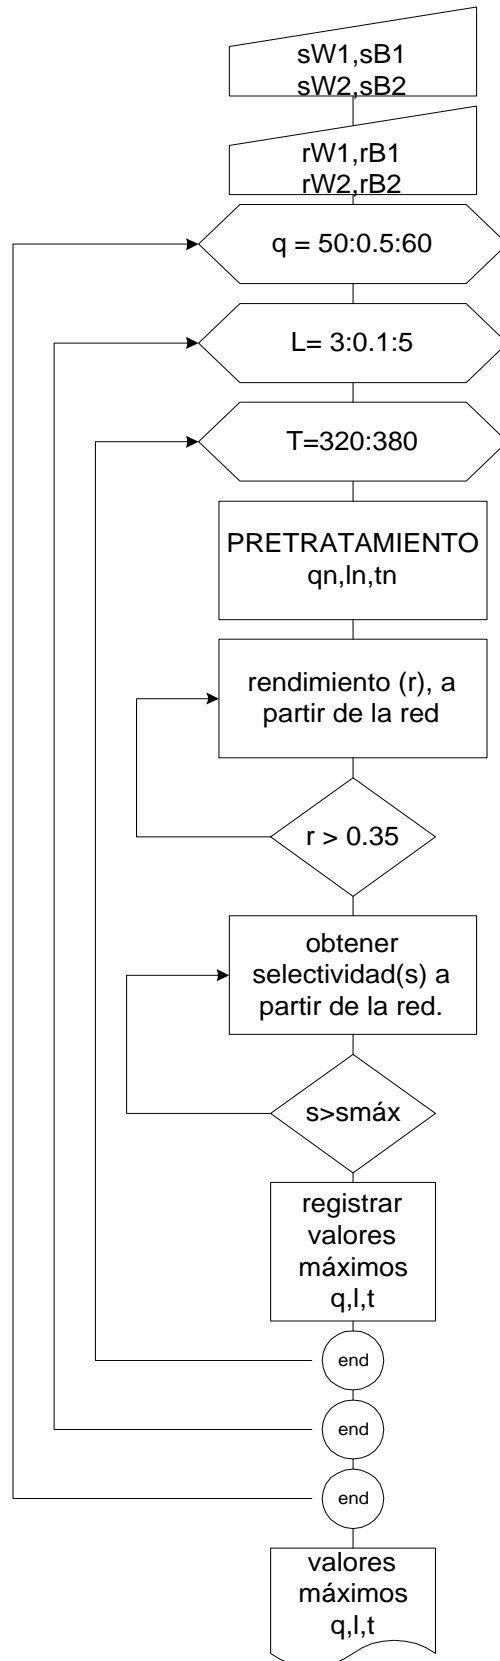 sW1,sB1
sW2,sB2
rW1,rB1
rW2,rB2
q = 50:0.5:60
L= 3:0.1:5
T=320:380
PRETRATAMIENTO
qn,ln,tn
rendimiento (r), a
partir de la red
r > 0.35
obtener
selectividad(s) a
partir de la red.
s>smáx
registrar
valores
máximos
q,l,t
end
end
end
valores
máximos
q,l,t